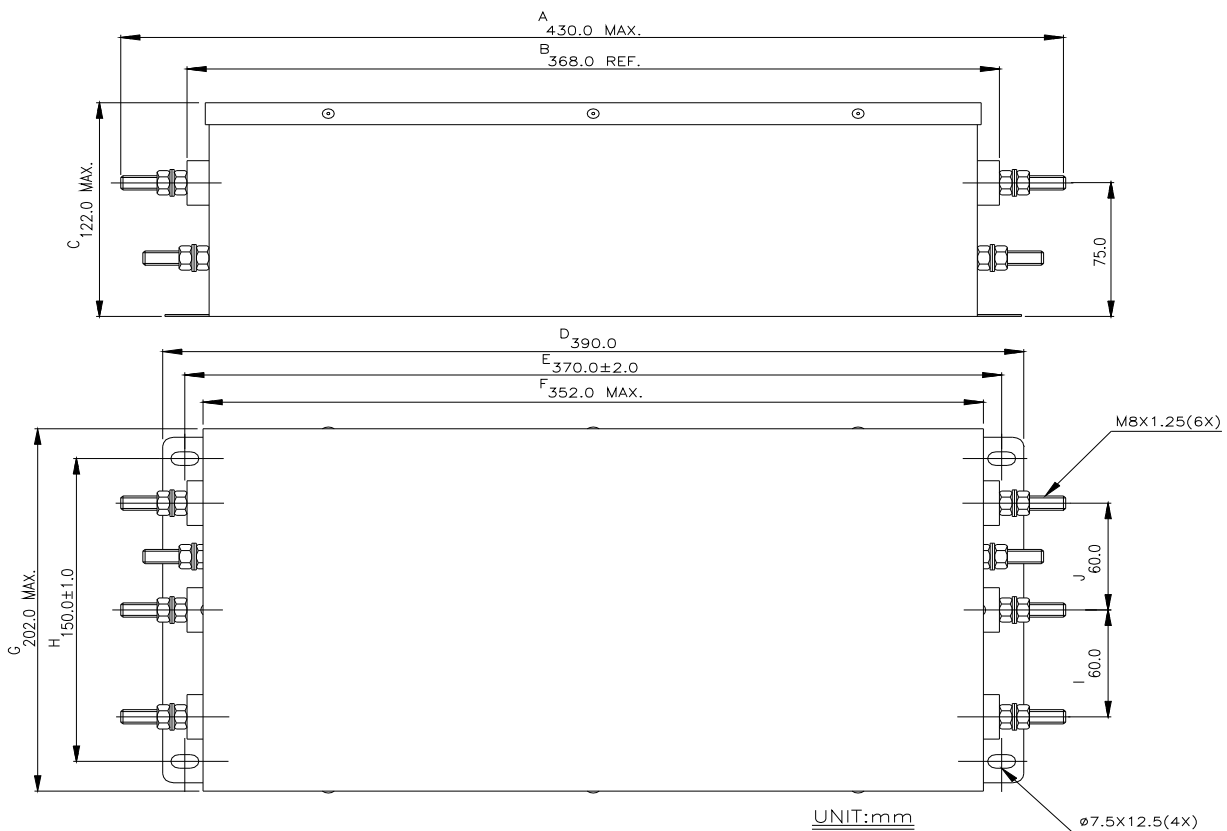 A
430.0 MAX.
B
368.0 REF.
C
122.0 MAX.
75.0
D
390.0
E
370.0±2.0
F
352.0 MAX.
M8X1.25(6X)
G
202.0 MAX.
H
150.0±1.0
J
60.0
I
60.0
UNIT:mm
ø7.5X12.5(4X)